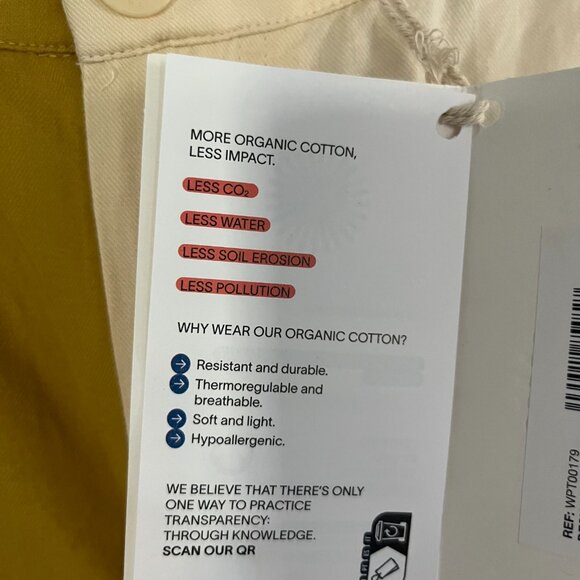 MORE ORGANIC COTTON,
LESS IMPACT.
LESS CO₂
LESS WATER
LESS SOIL EROSION
LESS POLLUTION
WHY WEAR OUR ORGANIC COTTON?
Resistant and durable.
Thermoregulable and
breathable.
Soft and light.
Hypoallergenic.
WE BELIEVE THAT THERE'S ONLY
ONE WAY TO PRACTICE
TRANSPARENCY:
THROUGH KNOWLEDGE.
SCAN OUR QR
REF: WPT00179